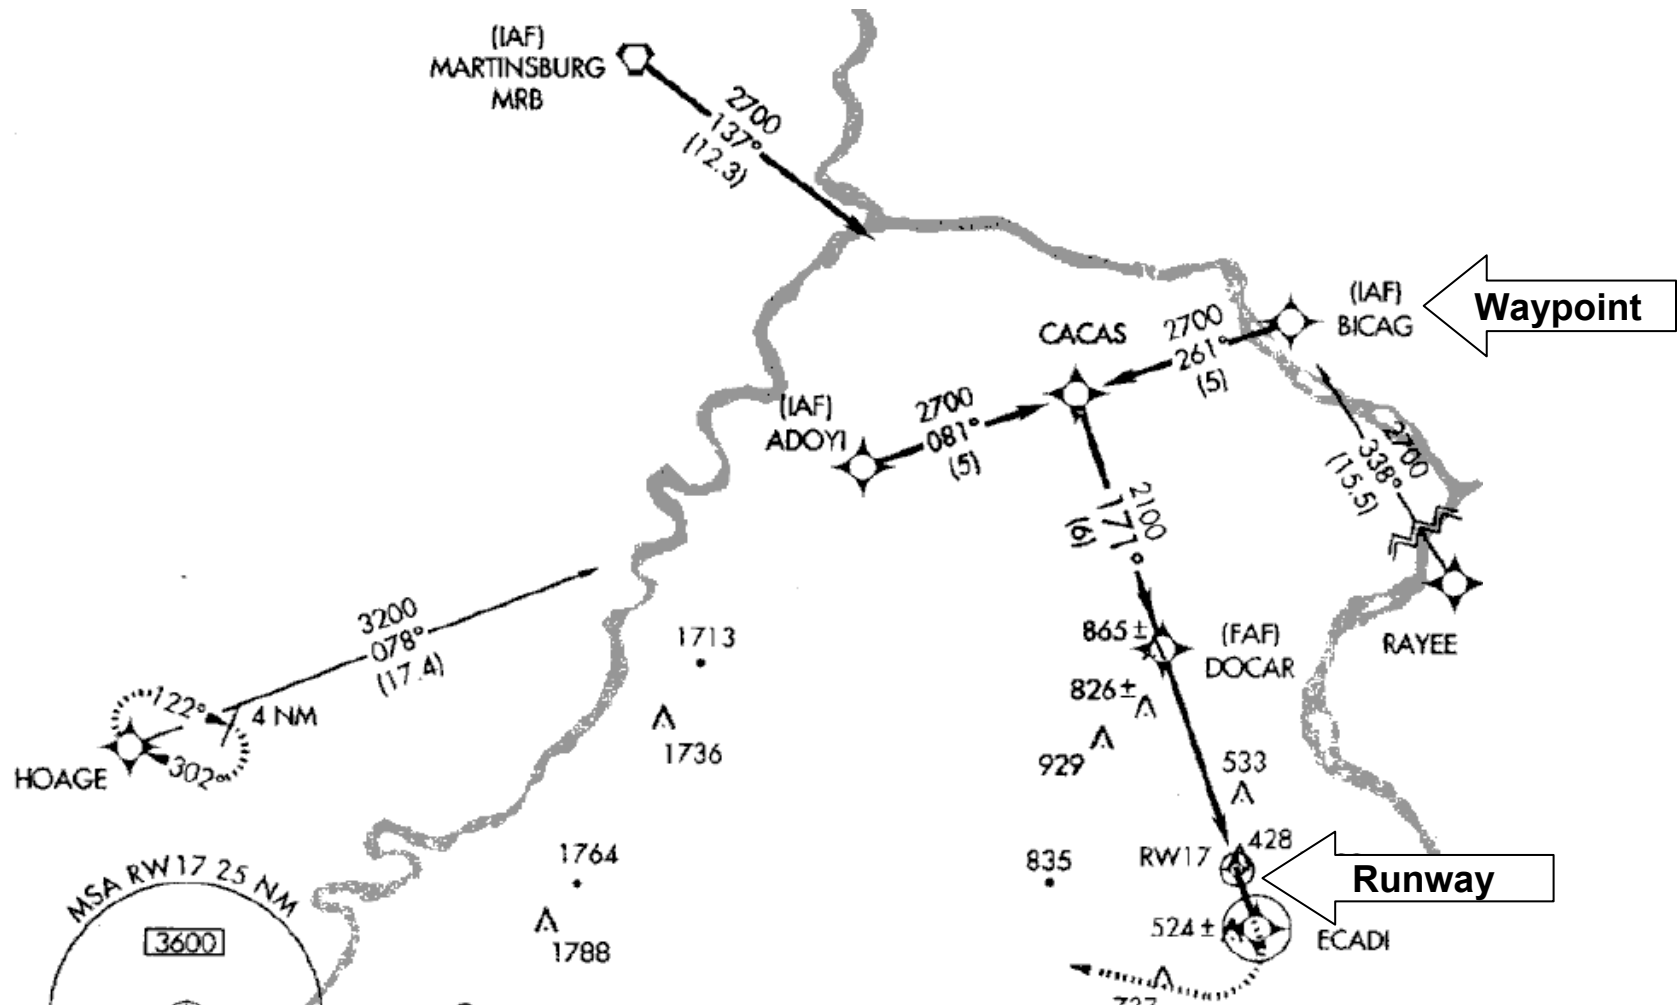 (IAF)
MARTINSBURG
MRB
2700
137°
(12.3)
(IAF)
BICAG
Waypoint
CACAS
2700
261°
(5)
(IAF)
ADOYI
2700
081°
(5)
2700
338°
(15.5)
2100
171°
(6)
RAYEE
3200
078°
(17.4)
1713
865±
(FAF)
DOCAR
826±
122°
4 NM
1736
929
533
HOAGE
302°
1764
835
RW17
428
Runway
MSA RW17 25 NM
3600
1788
524±
ECADI